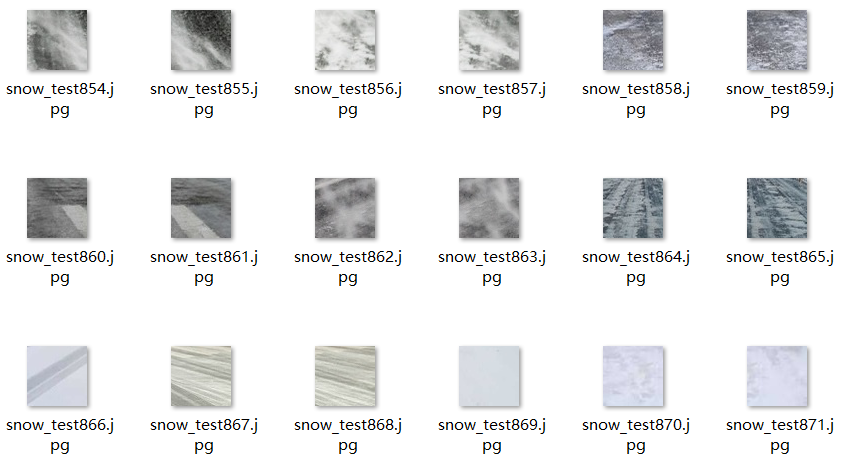 snow_test854.j
pg
snow_test855.j
pg
snow_test856.j
pg
snow_test857.j
pg
snow_test858.j
pg
snow_test859.j
pg
snow_test860.j
pg
snow_test861.j
pg
snow_test862.j
pg
snow_test863.j
pg
snow_test864.j
pg
snow_test865.j
pg
snow_test866.j
pg
snow_test867.j
pg
snow_test868.j
pg
snow_test869.j
pg
snow_test870.j
pg
snow_test871.j
pg